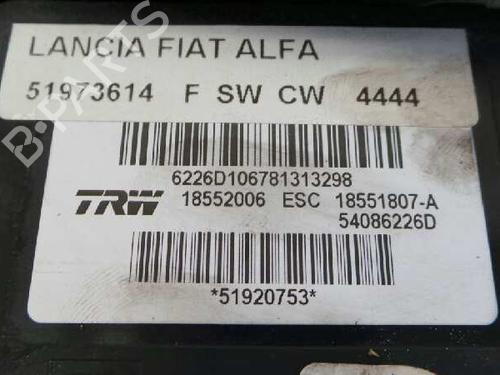 LANCIA FIAT ALFA
51973614 F SW CW 4444
6226D106781313298
TRW 18552006 ESC 18551807-A
54086226D
*51920753*
B-PARTS